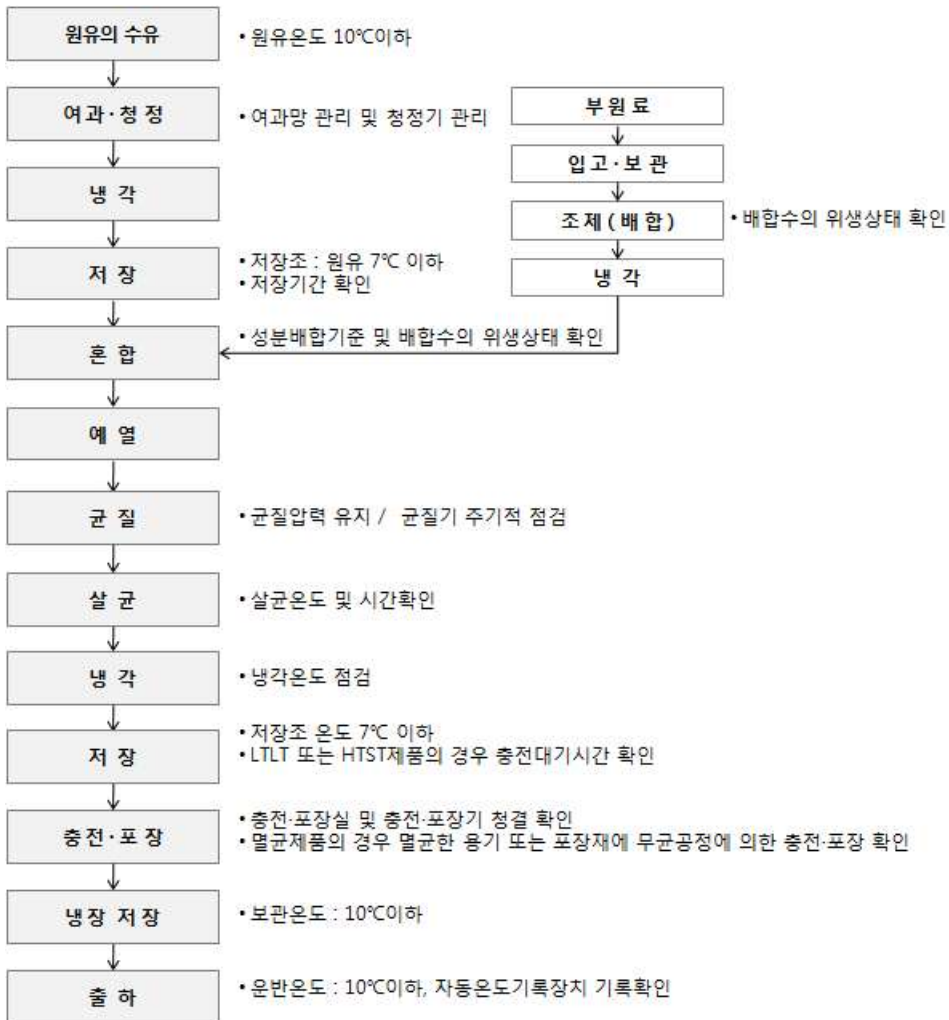 원유의 수유
• 원유온도 10℃이하
여과·청 정
• 여과망 관리 및 청정기 관리
부 원 료
입 고·보 관
냉 각
조 제 ( 배 합 )
• 배합수의 위생상태 확인
저 장
• 저장조 : 원유 7℃ 이하
• 저장기간 확인
냉 각
혼 합
• 성분배합기준 및 배합수의 위생상태 확인
예 열
균 질
• 균질압력 유지 / 균질기 주기적 점검
살 균
• 살균온도 및 시간확인
냉 각
• 냉각온도 점검
저 장
• 저장조 온도 7℃ 이하
• LTLT 또는 HTST제품의 경우 충전대기시간 확인
충전·포 장
• 충전·포장실 및 충전·포장기 청결 확인
• 멸균제품의 경우 멸균한 용기 또는 포장재에 무균공정에 의한 충전·포장 확인
냉장 저장
• 보관온도 : 10℃이하
출 하
• 운반온도 : 10℃이하, 자동온도기록장치 기록확인